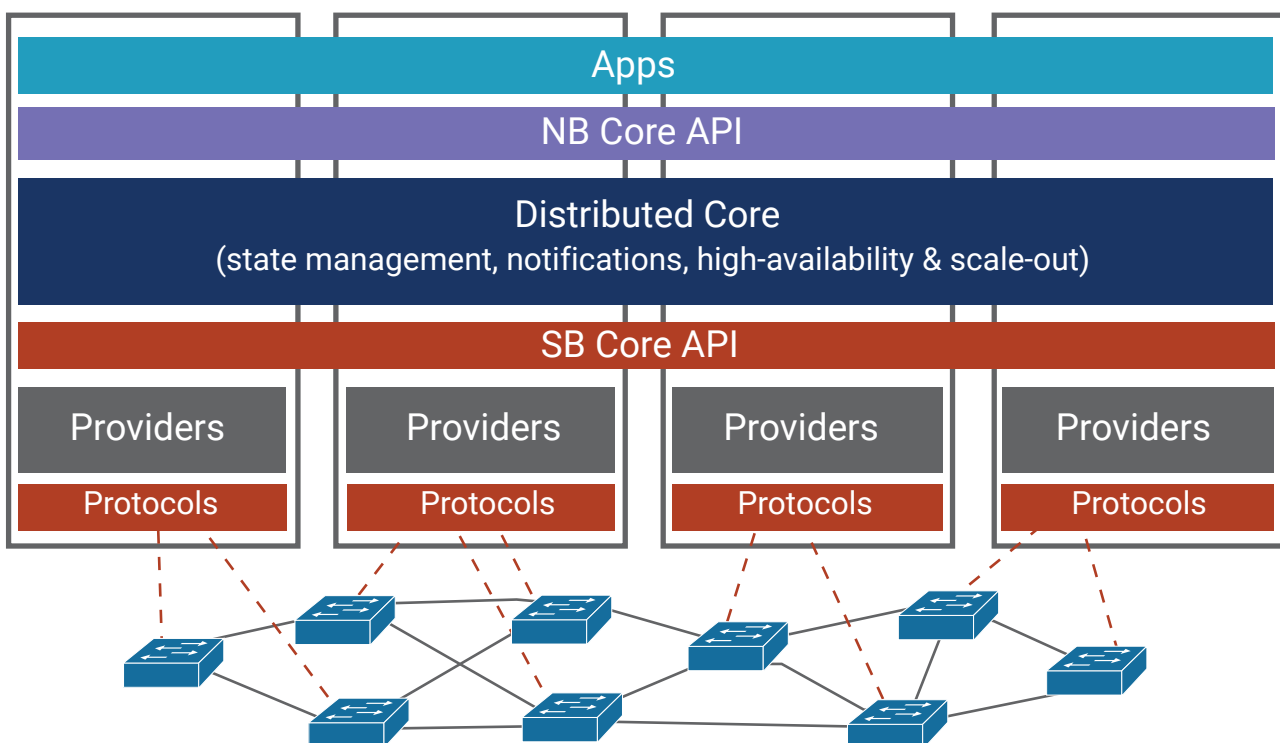 Apps
NB Core API
Distributed Core
(state management, notifications, high-availability & scale-out)
SB Core API
Providers
Providers
Providers
Providers
Protocols
Protocols
Protocols
Protocols